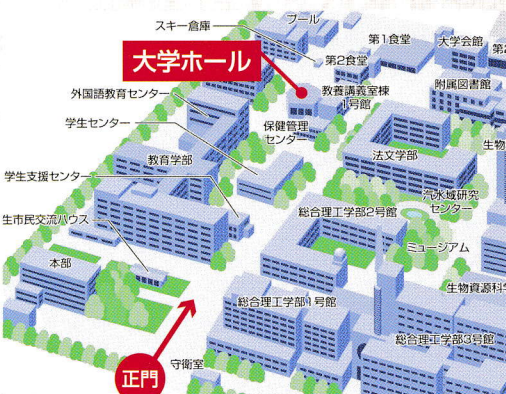 スキー倉庫
プール
第1食堂
大学会館
第2
大学ホール
第2食堂
附属図書館
外国語教育センター
教養講義室棟
1号館
学生センター
保健管理
センター
教育学部
法文学部
生物
学生支援センター
汽水域研究
センター
生市民交流ハウス
総合理工学部2号館
ミュージアム
本部
生物資源科学
総合理工学部1号館
総合理工学部3号館
正門
守衛室